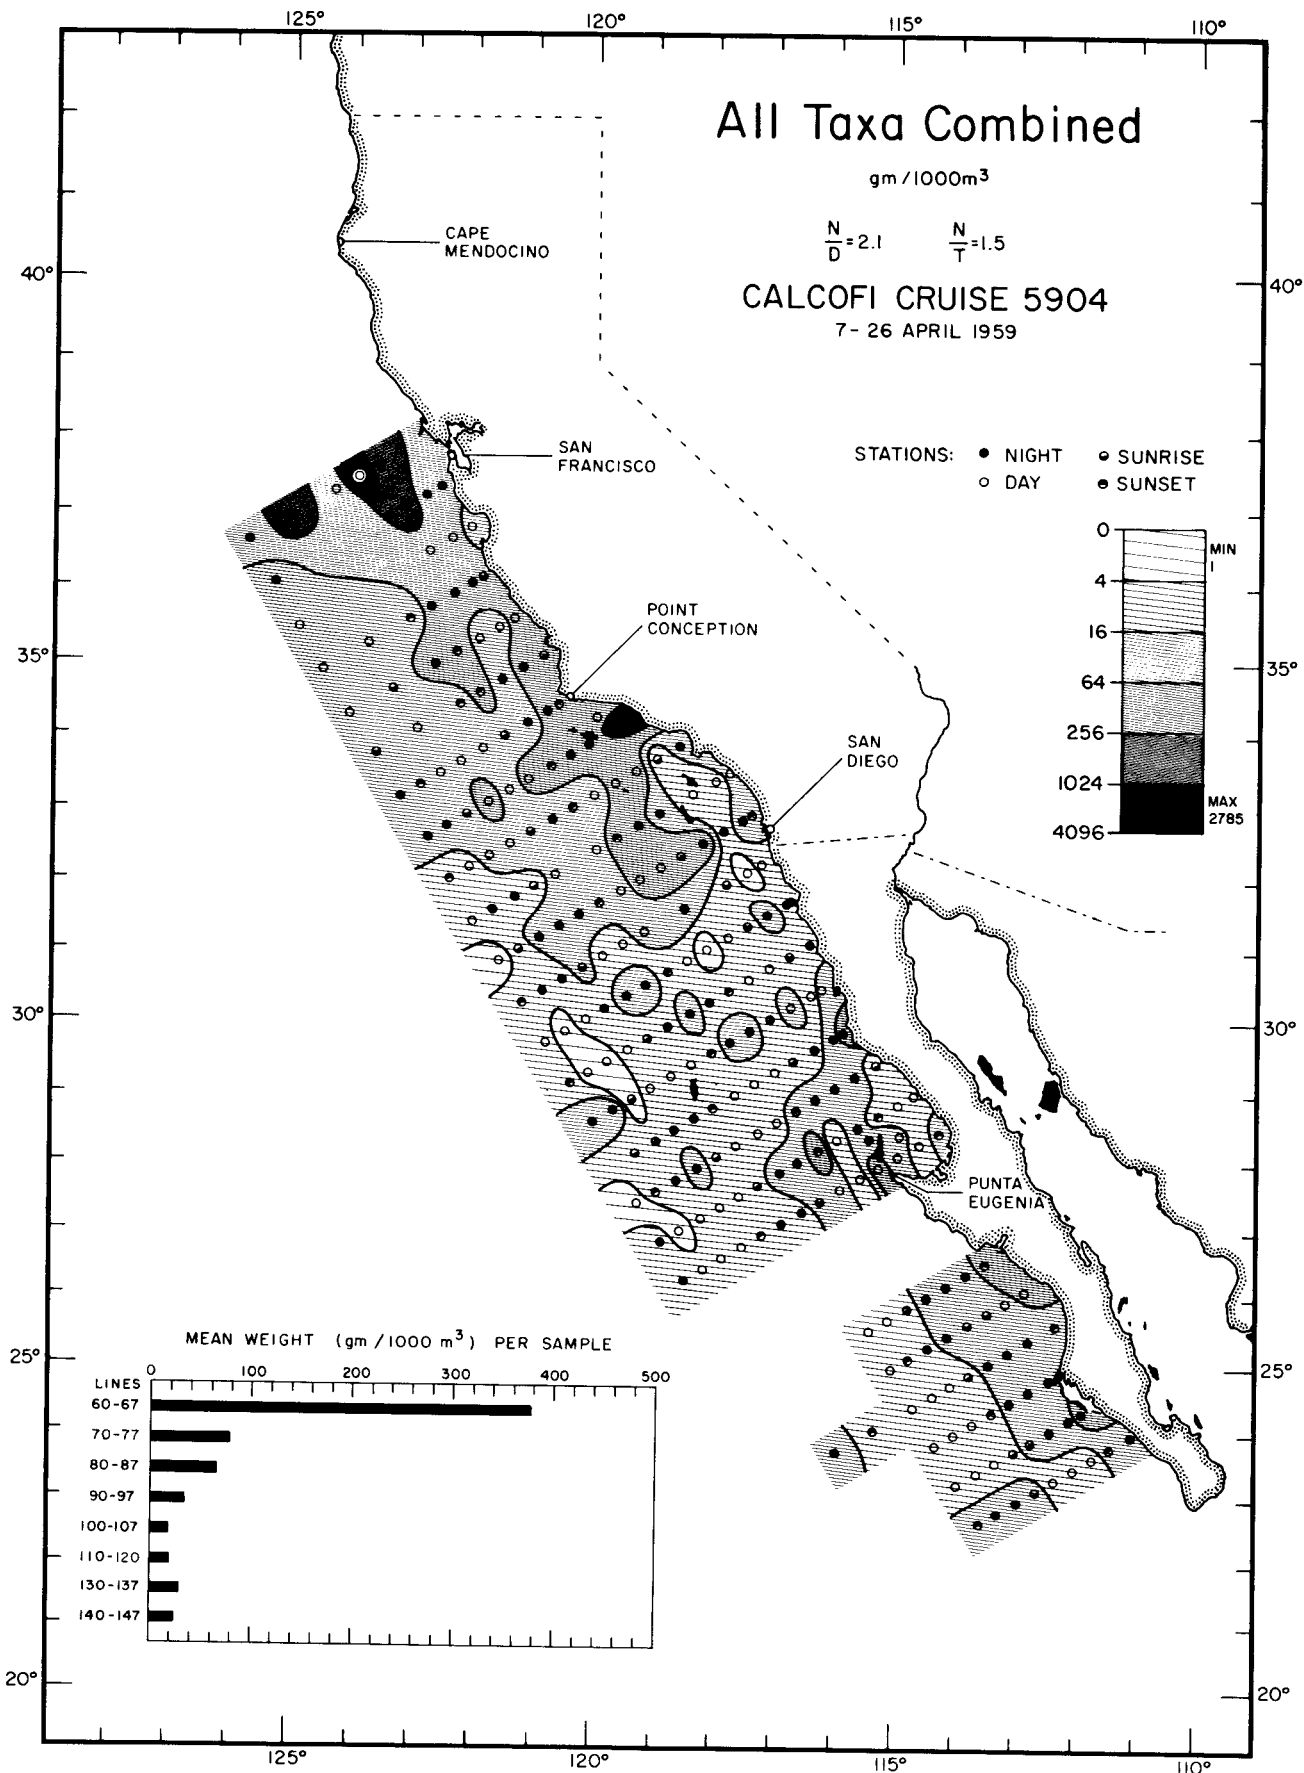 125° 120° 115° 110°
All Taxa Combined
gm/1000m³
N/D=2.1 N/T=1.5
CALCOFI CRUISE 5904
7-26 APRIL 1959
CAPE
MENDOCINO
40° 40°
STATIONS: ● NIGHT ◒ SUNRISE
○ DAY ◓ SUNSET
SAN
FRANCISCO
0
MIN
1
4
16
64
256
1024
MAX
2785
4096
POINT
CONCEPTION
35° 35°
SAN
DIEGO
30° 30°
PUNTA
EUGENIA
MEAN WEIGHT (gm/1000 m³) PER SAMPLE
25° 25°
0 100 200 300 400 500
LINES
60-67
70-77
80-87
90-97
100-107
110-120
130-137
140-147
20° 20°
125° 120° 115° 110°